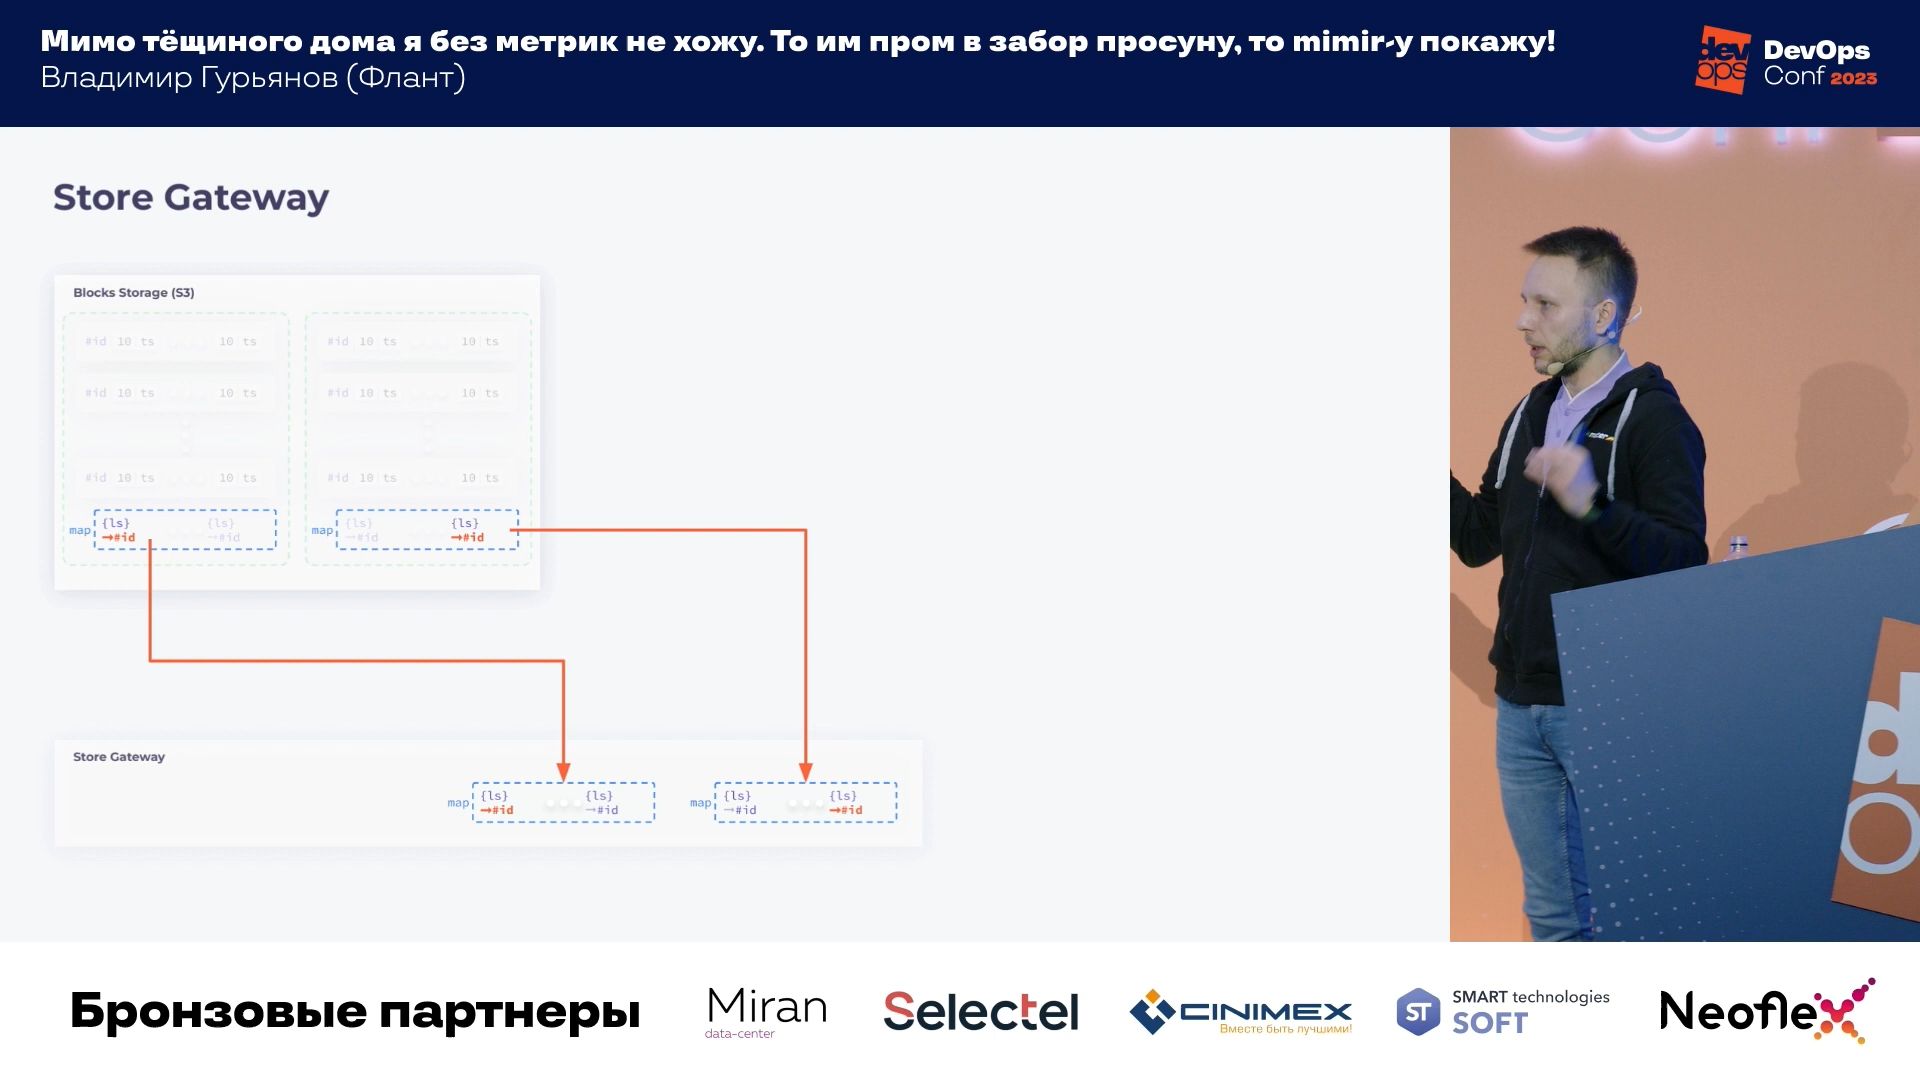 Мимо тёщиного дома я без метрик не хожу. То им пром в забор просуну, то mimir-у покажу!
Владимир Гурьянов (Флант)
dev
ops
DevOps
Conf 2023
Store Gateway
Blocks Storage (S3)
#id 10 ts 10 ts
#id 10 ts 10 ts
#id 10 ts 10 ts
#id 10 ts 10 ts
#id 10 ts 10 ts
#id 10 ts 10 ts
map {ls} {ls}
→#id →#id
map {ls} {ls}
→#id →#id
Store Gateway
map {ls} {ls}
→#id →#id
map {ls} {ls}
→#id →#id
Бронзовые партнеры
Miran
data-center
Selectel
CINIMEX
Вместе быть лучшими!
ST
SMART technologies
SOFT
Neoflex